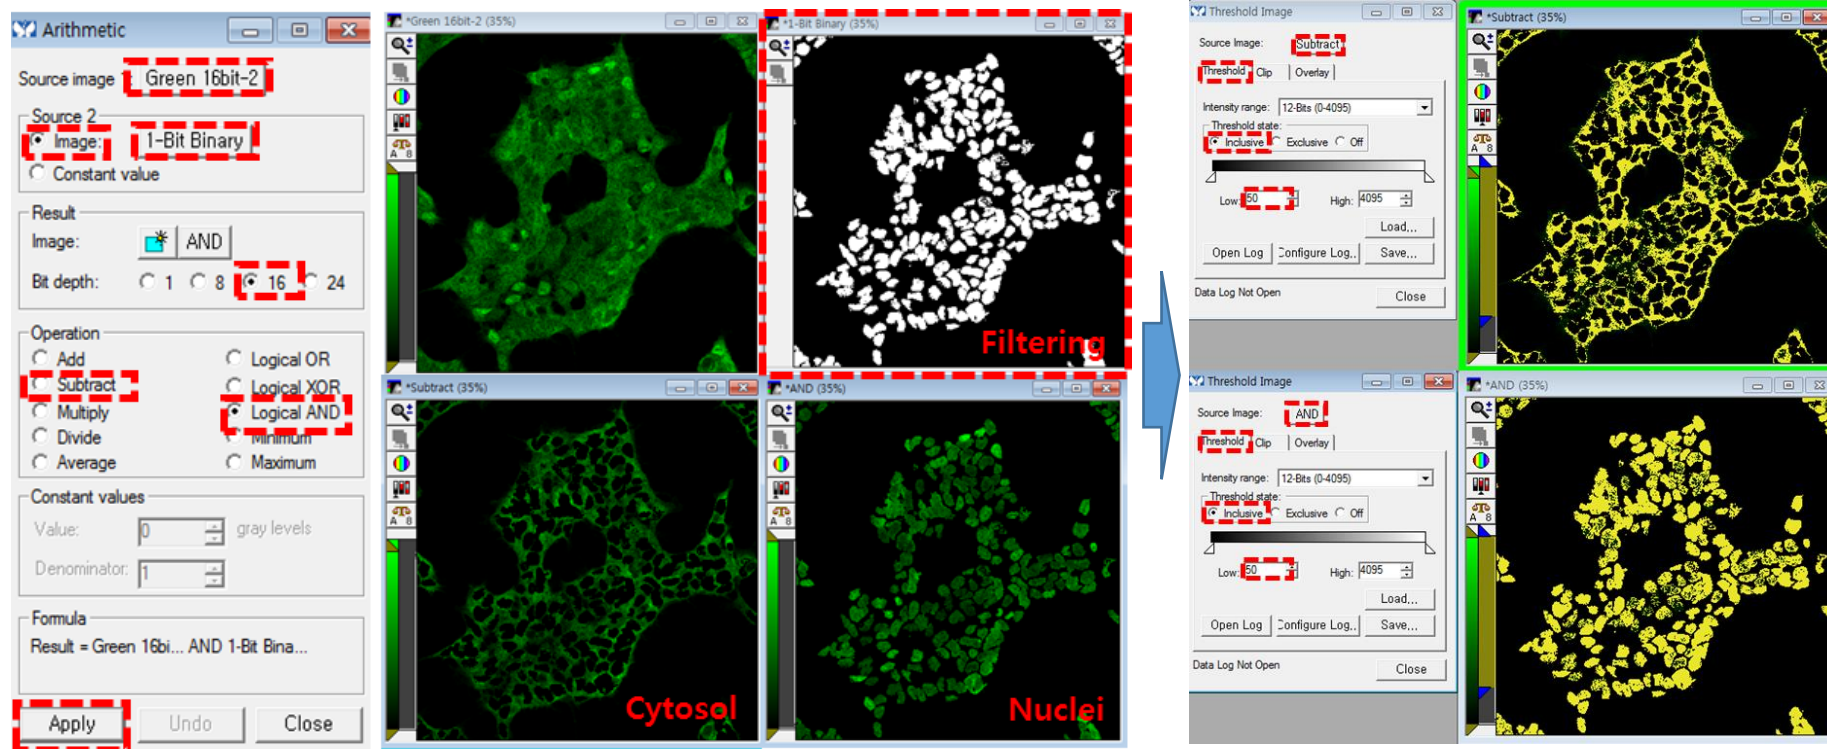 Arithmetic
Source image 1: Green 16bit-2
Source 2
Image: 1-Bit Binary
Constant value
Result
Image: AND
Bit depth: 1 8 16 24
Operation
Add Logical OR
Subtract Logical XOR
Multiply Logical AND
Divide Minimum
Average Maximum
Constant values
Value: 0 gray levels
Denominator: 1
Formula
Result = Green 16bi... AND 1-Bit Bina...
Apply Undo Close
*Green 16bit-2 (35%)
A B
*1-Bit Binary (35%)
Filtering
*Subtract (35%)
A B
Cytosol
*AND (35%)
A B
Nuclei
Threshold Image
Source Image: Subtract
Threshold Clip Overlay
Intensity range: 12-Bits (0-4095)
Threshold state:
Inclusive Exclusive Off
Low: 50 High: 4095
Load...
Open Log Configure Log.. Save...
Data Log Not Open
Close
*Subtract (35%)
A B
Threshold Image
Source Image: AND
Threshold Clip Overlay
Intensity range: 12-Bits (0-4095)
Threshold state:
Inclusive Exclusive Off
Low: 50 High: 4095
Load...
Open Log Configure Log.. Save...
Data Log Not Open
Close
*AND (35%)
A B